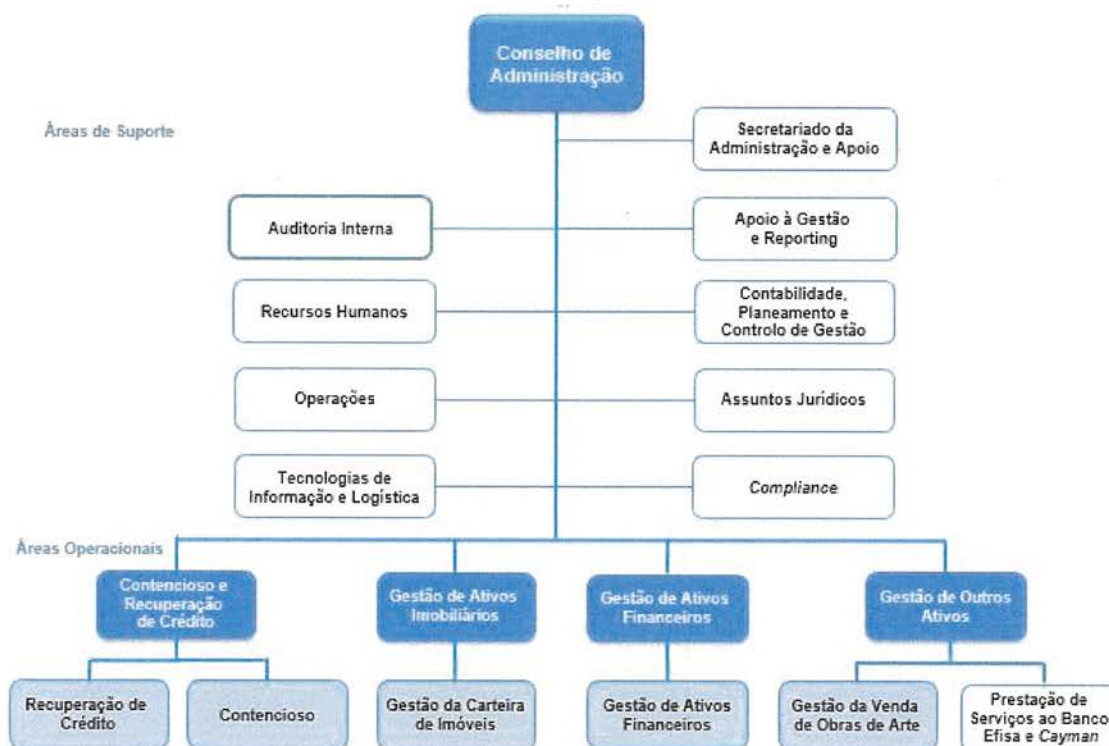 Conselho de
Administração
Áreas de Suporte
Secretariado da
Administração e Apoio
Auditoria Interna
Apoio à Gestão
e Reporting
Recursos Humanos
Contabilidade,
Planeamento e
Controlo de Gestão
Operações
Assuntos Jurídicos
Tecnologias de
Informação e Logística
Compliance
Áreas Operacionais
Contencioso e
Recuperação
de Crédito
Gestão de Ativos
Imobiliários
Gestão de Ativos
Financeiros
Gestão de Outros
Ativos
Recuperação de
Crédito
Contencioso
Gestão da Carteira
de Imóveis
Gestão de Ativos
Financeiros
Gestão da Venda
de Obras de Arte
Prestação de
Serviços ao Banco
Efisa e Cayman